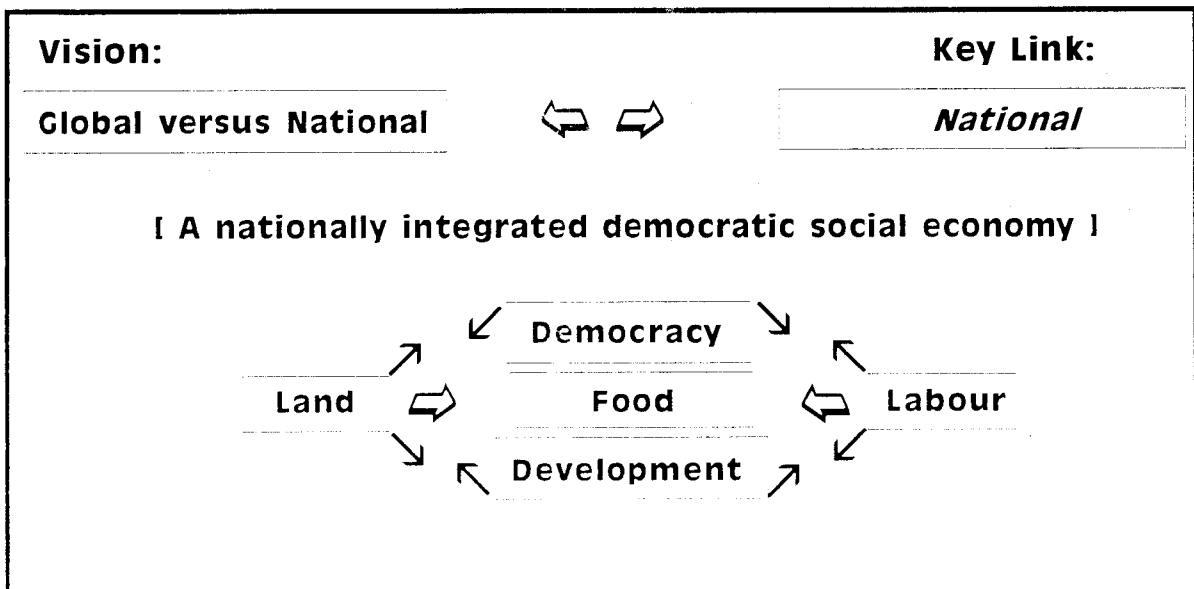 Vision: Key Link:
Global versus National National
[ A nationally integrated democratic social economy ]
Democracy
Land Food Labour
Development